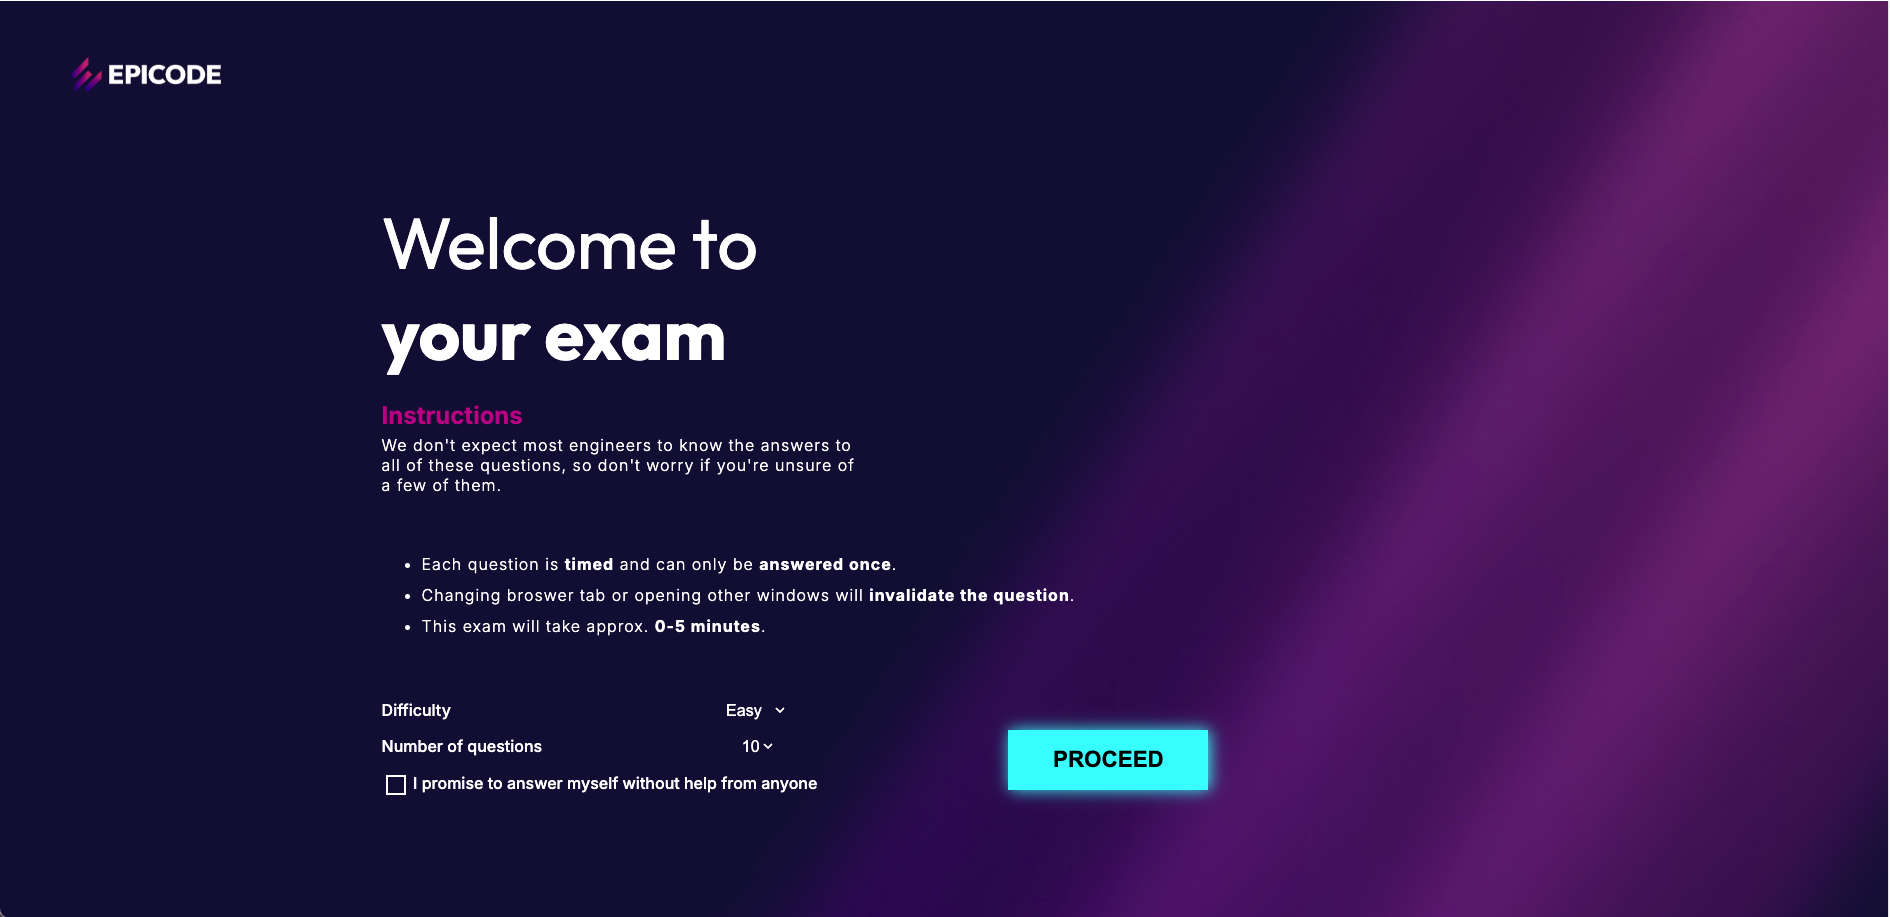 EPICODE
Welcome to
your exam
Instructions
We don't expect most engineers to know the answers to
all of these questions, so don't worry if you're unsure of
a few of them.
• Each question is timed and can only be answered once.
• Changing broswer tab or opening other windows will invalidate the question.
• This exam will take approx. 0-5 minutes.
Difficulty Easy
Number of questions 10
I promise to answer myself without help from anyone
PROCEED